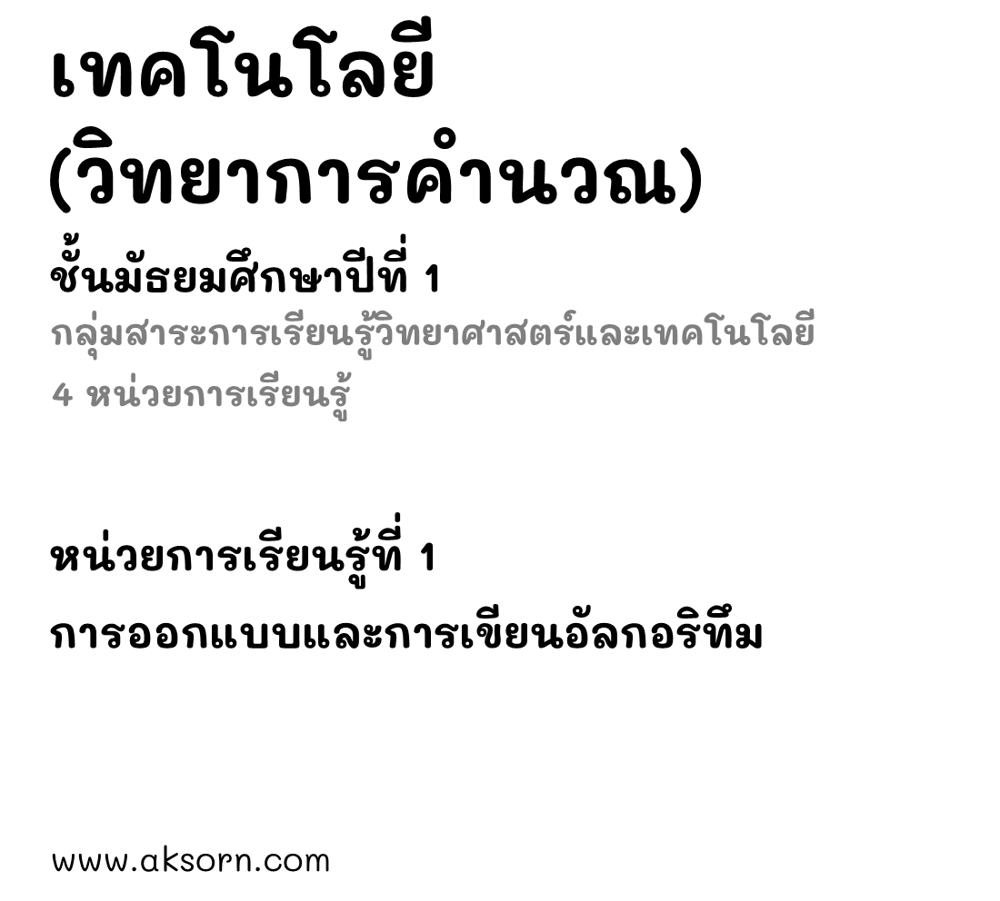 เทคโนโลยี
(วิทยาการคำนวณ)
ชั้นมัธยมศึกษาปีที่ 1
กลุ่มสาระการเรียนรู้วิทยาศาสตร์และเทคโนโลยี
4 หน่วยการเรียนรู้
หน่วยการเรียนรู้ที่ 1
การออกแบบและการเขียนอัลกอริทึม
www.aksorn.com